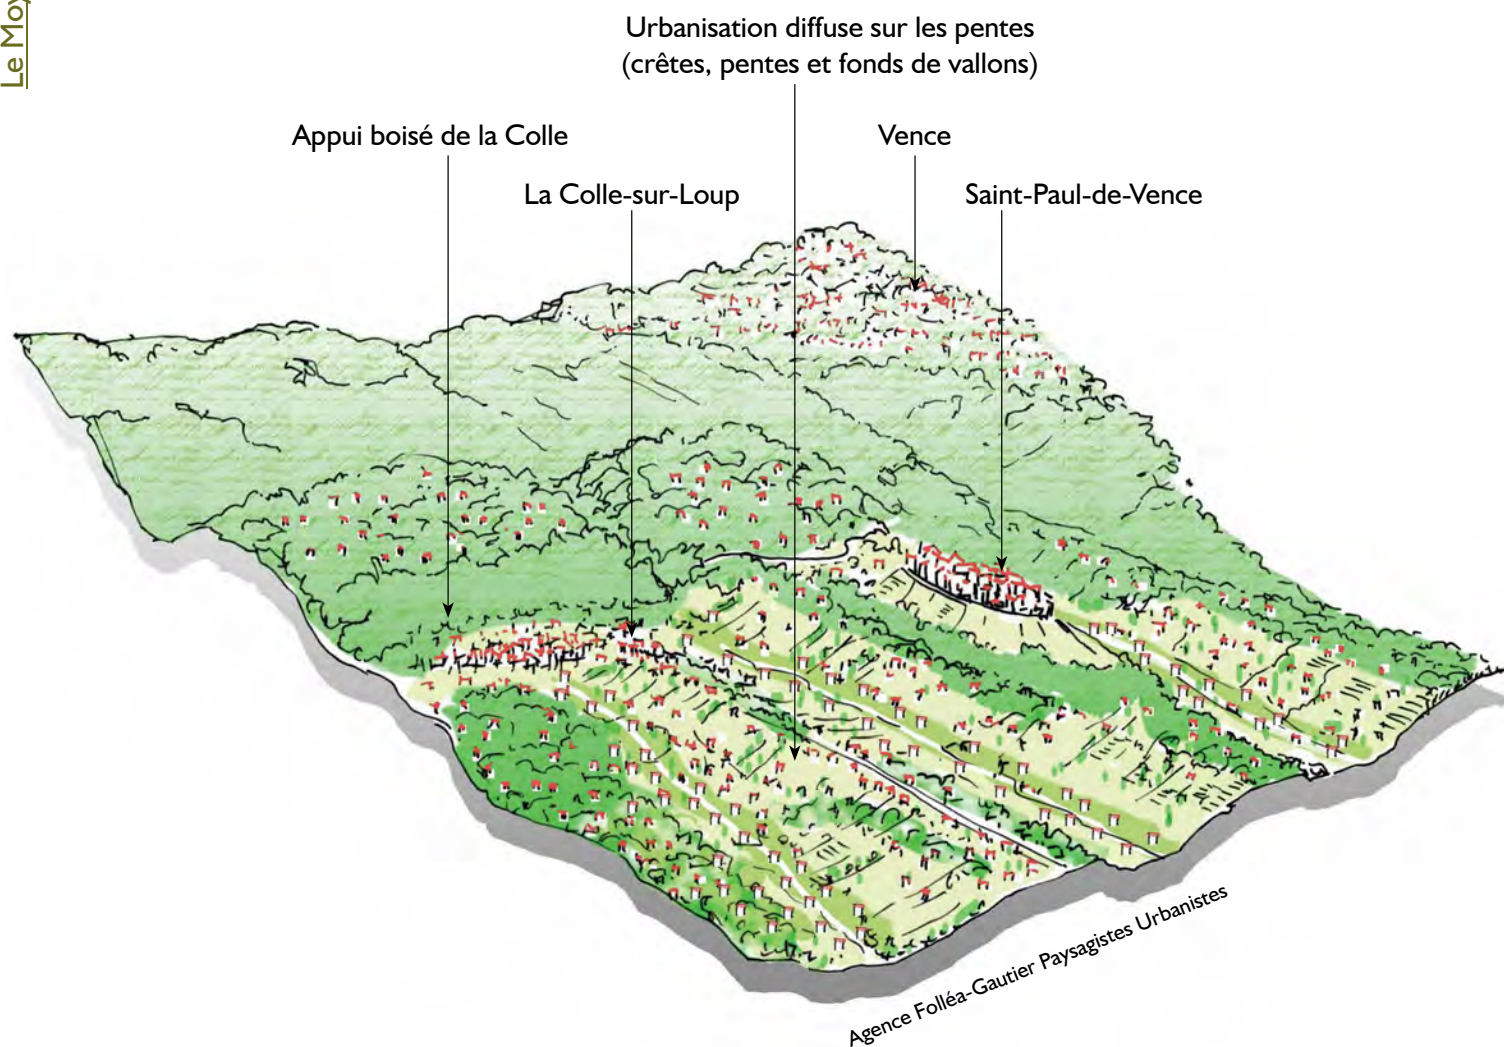 Le Moy
Urbanisation diffuse sur les pentes
(crêtes, pentes et fonds de vallons)
Appui boisé de la Colle
Vence
La Colle-sur-Loup
Saint-Paul-de-Vence
Agence Folléa-Gautier Paysagistes Urbanistes